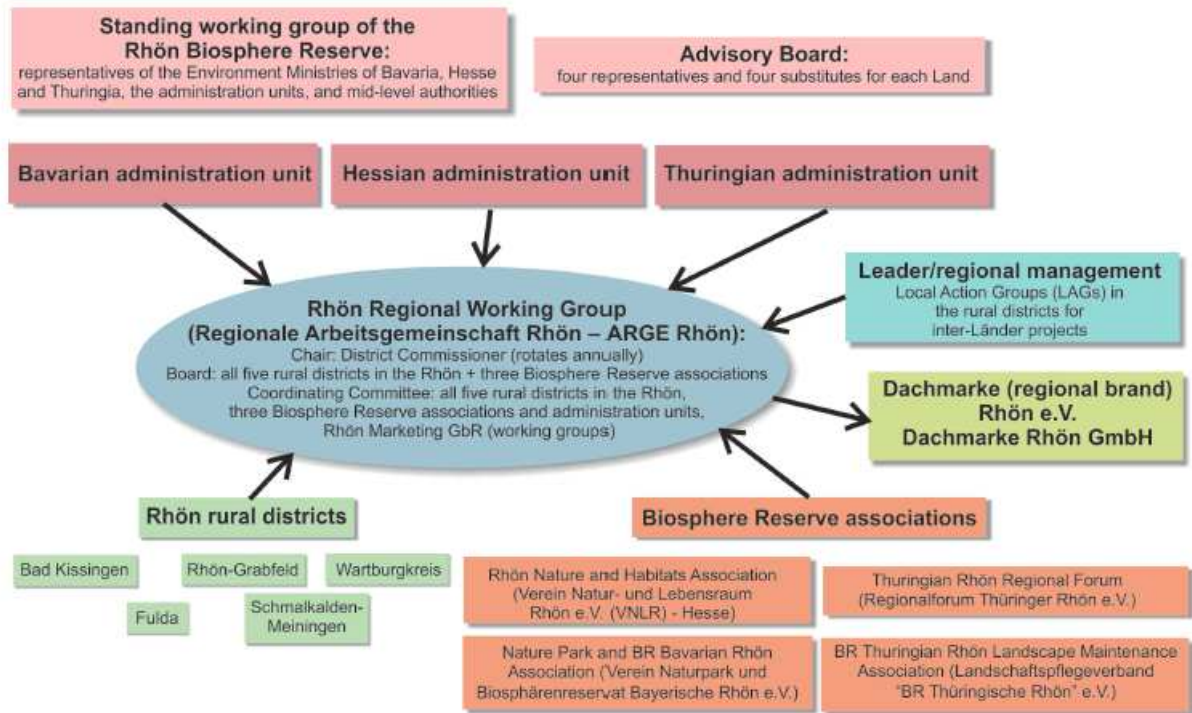 Standing working group of the
Rhön Biosphere Reserve:
representatives of the Environment Ministries of Bavaria, Hesse
and Thuringia, the administration units, and mid-level authorities
Advisory Board:
four representatives and four substitutes for each Land
Bavarian administration unit
Hessian administration unit
Thuringian administration unit
Leader/regional management
Local Action Groups (LAGs) in
the rural districts for
inter-Länder projects
Rhön Regional Working Group
(Regionale Arbeitsgemeinschaft Rhön – ARGE Rhön):
Chair: District Commissioner (rotates annually)
Board: all five rural districts in the Rhön + three Biosphere Reserve associations
Coordinating Committee: all five rural districts in the Rhön,
three Biosphere Reserve associations and administration units,
Rhön Marketing GbR (working groups)
Dachmarke (regional brand)
Rhön e.V.
Dachmarke Rhön GmbH
Rhön rural districts
Bad Kissingen
Rhön-Grabfeld
Wartburgkreis
Fulda
Schmalkalden-
Meiningen
Biosphere Reserve associations
Rhön Nature and Habitats Association
(Verein Natur- und Lebensraum
Rhön e.V. (VNLR) - Hesse)
Thuringian Rhön Regional Forum
(Regionalforum Thüringer Rhön e.V.)
Nature Park and BR Bavarian Rhön
Association (Verein Naturpark und
Biosphärenreservat Bayerische Rhön e.V.)
BR Thuringian Rhön Landscape Maintenance
Association (Landschaftspflegeverband
"BR Thüringische Rhön" e.V.)